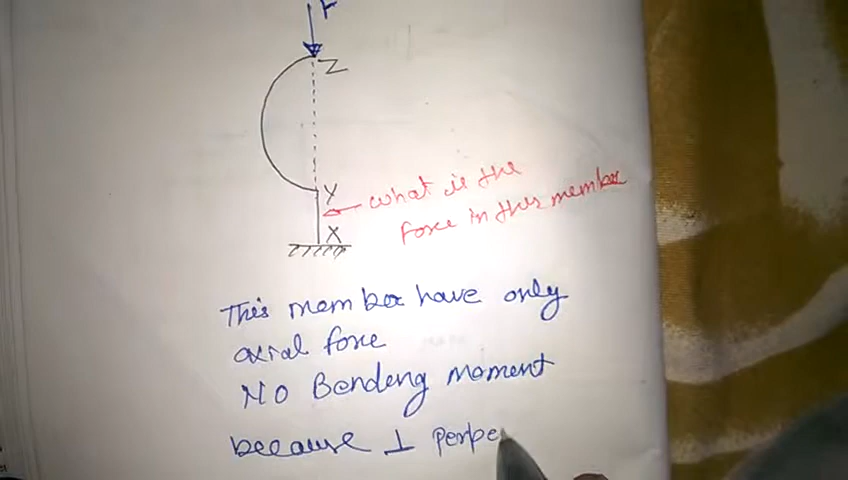 F
Z
Y
what is the
force in this member
X
This member have only
axial force
No Bending moment
because ⊥ perpe